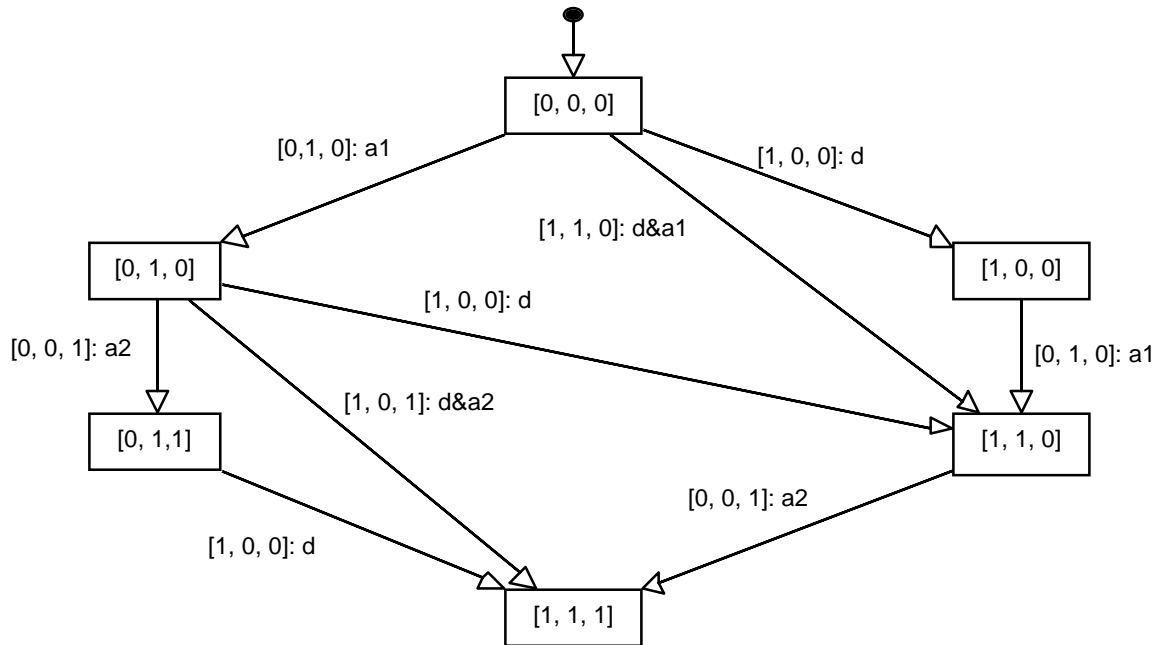 [0, 0, 0]
[0,1, 0]: a1
[1, 0, 0]: d
[1, 1, 0]: d&a1
[0, 1, 0]
[1, 0, 0]
[1, 0, 0]: d
[0, 0, 1]: a2
[0, 1, 0]: a1
[1, 0, 1]: d&a2
[0, 1,1]
[1, 1, 0]
[0, 0, 1]: a2
[1, 0, 0]: d
[1, 1, 1]